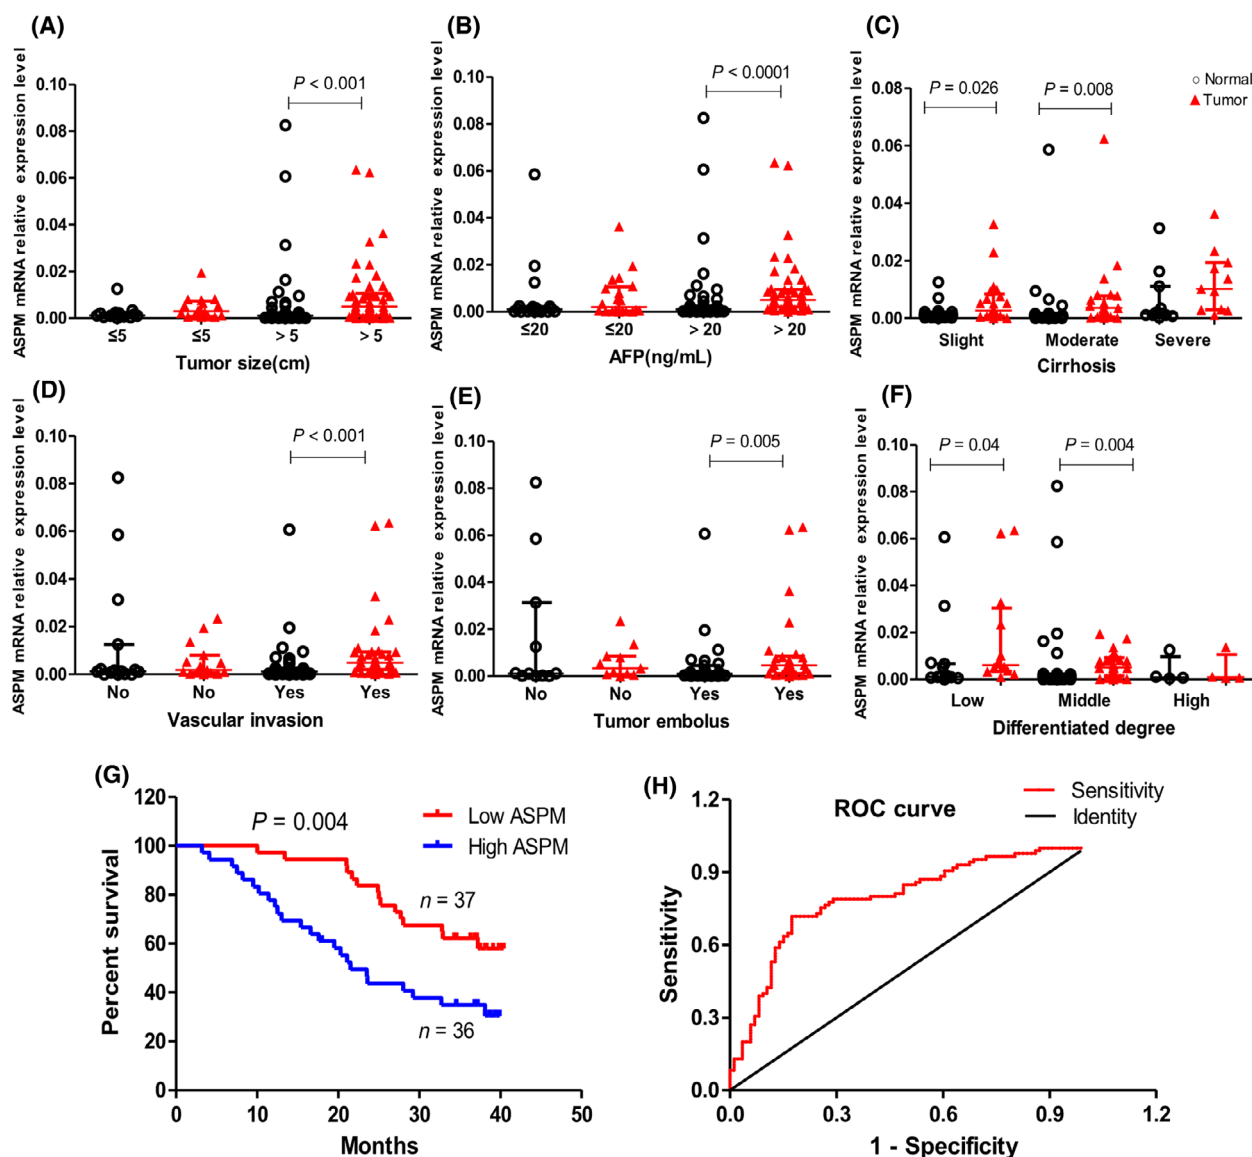 (A)
ASPM mRNA relative expression level
0.10
0.08
0.06
0.04
0.02
0.00
P < 0.001
≤5
≤5
> 5
> 5
Tumor size(cm)
(B)
ASPM mRNA relative expression level
0.10
0.08
0.06
0.04
0.02
0.00
P < 0.0001
≤20
≤20
> 20
> 20
AFP(ng/mL)
(C)
ASPM mRNA relative expression level
0.08
0.06
0.04
0.02
0.00
P = 0.026
P = 0.008
Normal
Tumor
Slight
Moderate
Severe
Cirrhosis
(D)
ASPM mRNA relative expression level
0.10
0.08
0.06
0.04
0.02
0.00
P < 0.001
No
No
Yes
Yes
Vascular invasion
(E)
ASPM mRNA relative expression level
0.10
0.08
0.06
0.04
0.02
0.00
P = 0.005
No
No
Yes
Yes
Tumor embolus
(F)
ASPM mRNA relative expression level
0.10
0.08
0.06
0.04
0.02
0.00
P = 0.04
P = 0.004
Low
Middle
High
Differentiated degree
(G)
Percent survival
120
100
80
60
40
20
0
P = 0.004
Low ASPM
High ASPM
n = 37
n = 36
0
10
20
30
40
50
Months
(H)
ROC curve
Sensitivity
Identity
Sensitivity
1.2
0.9
0.6
0.3
0.0
0.0
0.3
0.6
0.9
1.2
1 - Specificity